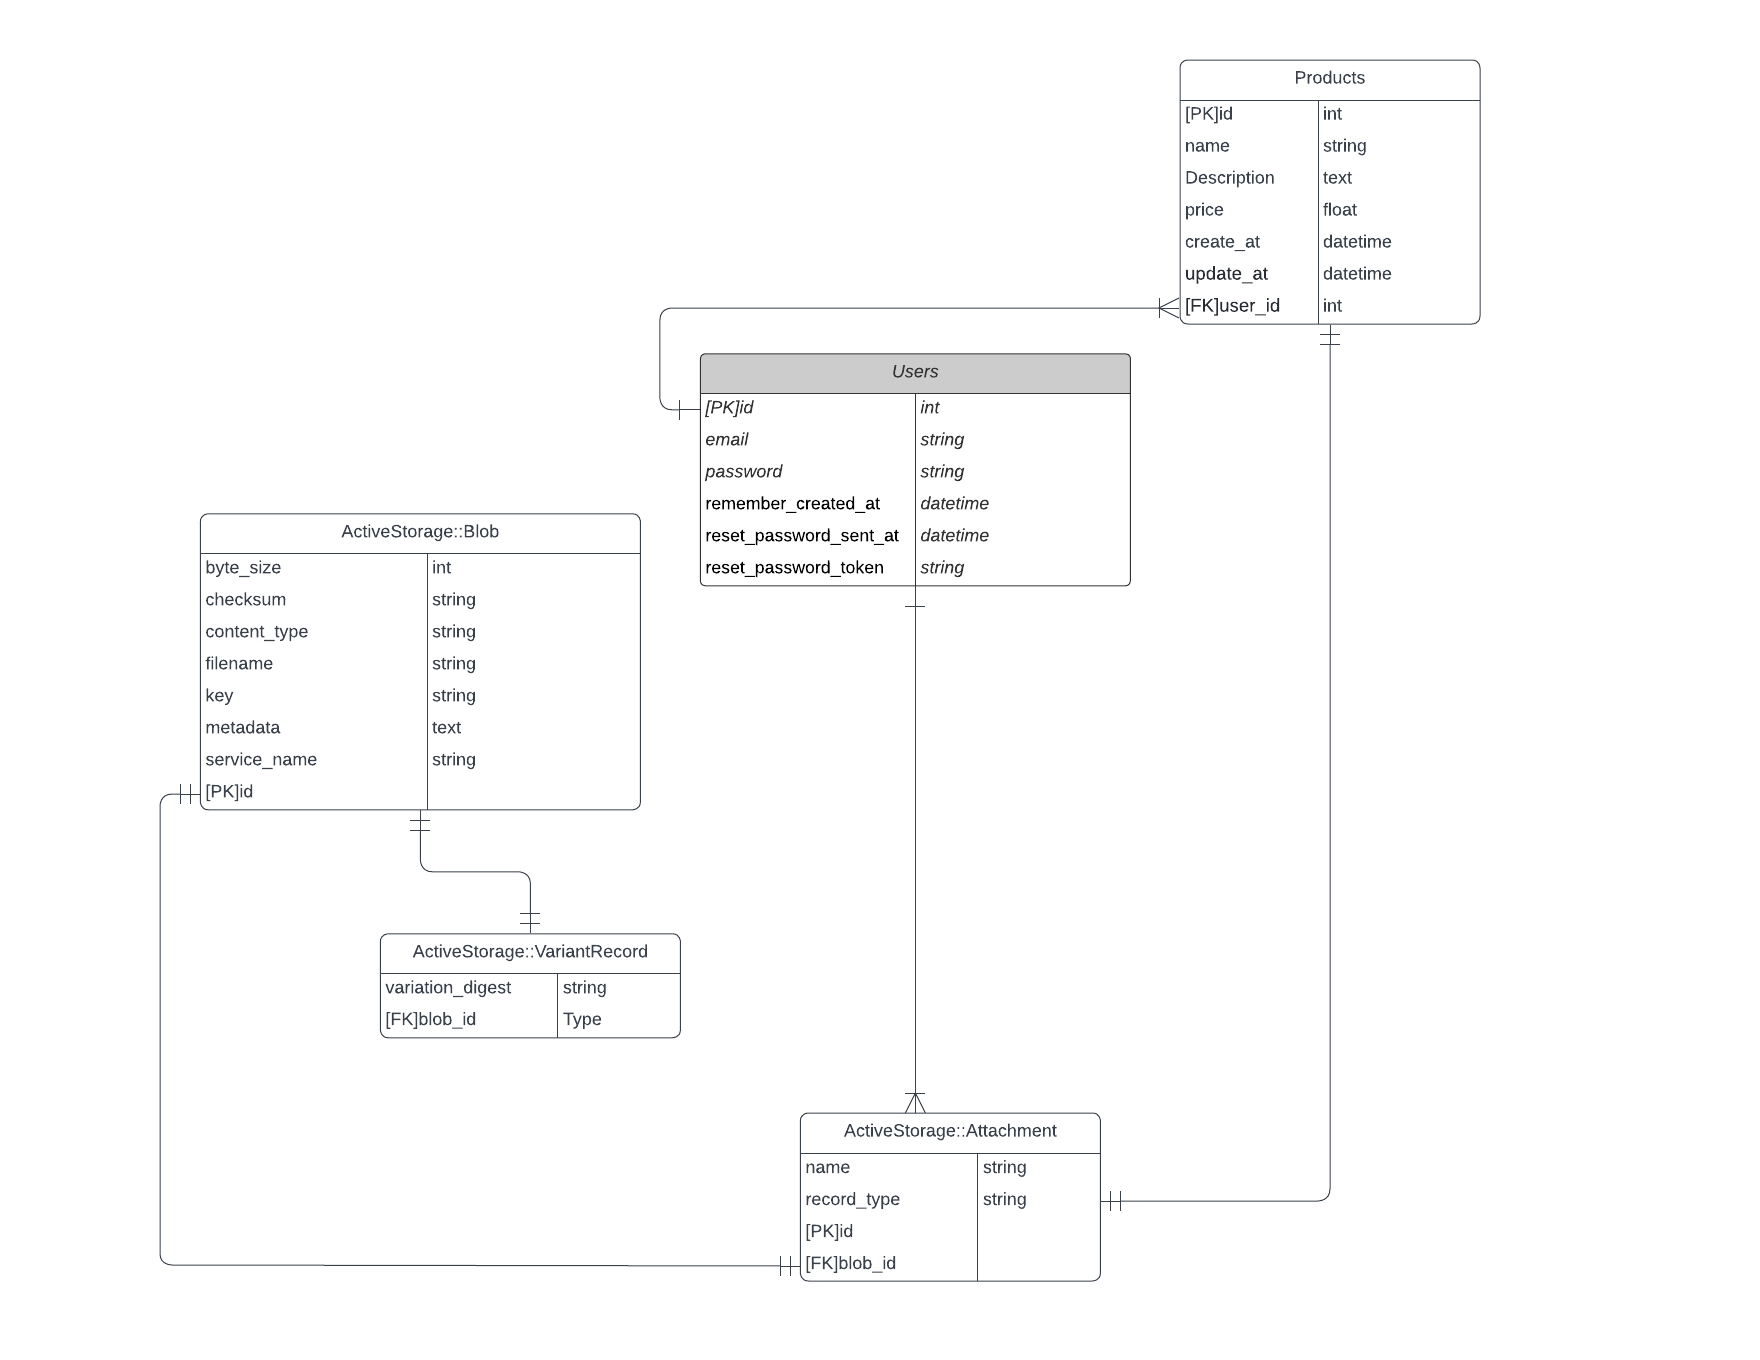 Products
[PK]id int
name string
Description text
price float
create_at datetime
update_at datetime
[FK]user_id int
Users
[PK]id int
email string
password string
remember_created_at datetime
reset_password_sent_at datetime
reset_password_token string
ActiveStorage::Blob
byte_size int
checksum string
content_type string
filename string
key string
metadata text
service_name string
[PK]id
ActiveStorage::VariantRecord
variation_digest string
[FK]blob_id Type
ActiveStorage::Attachment
name string
record_type string
[PK]id
[FK]blob_id